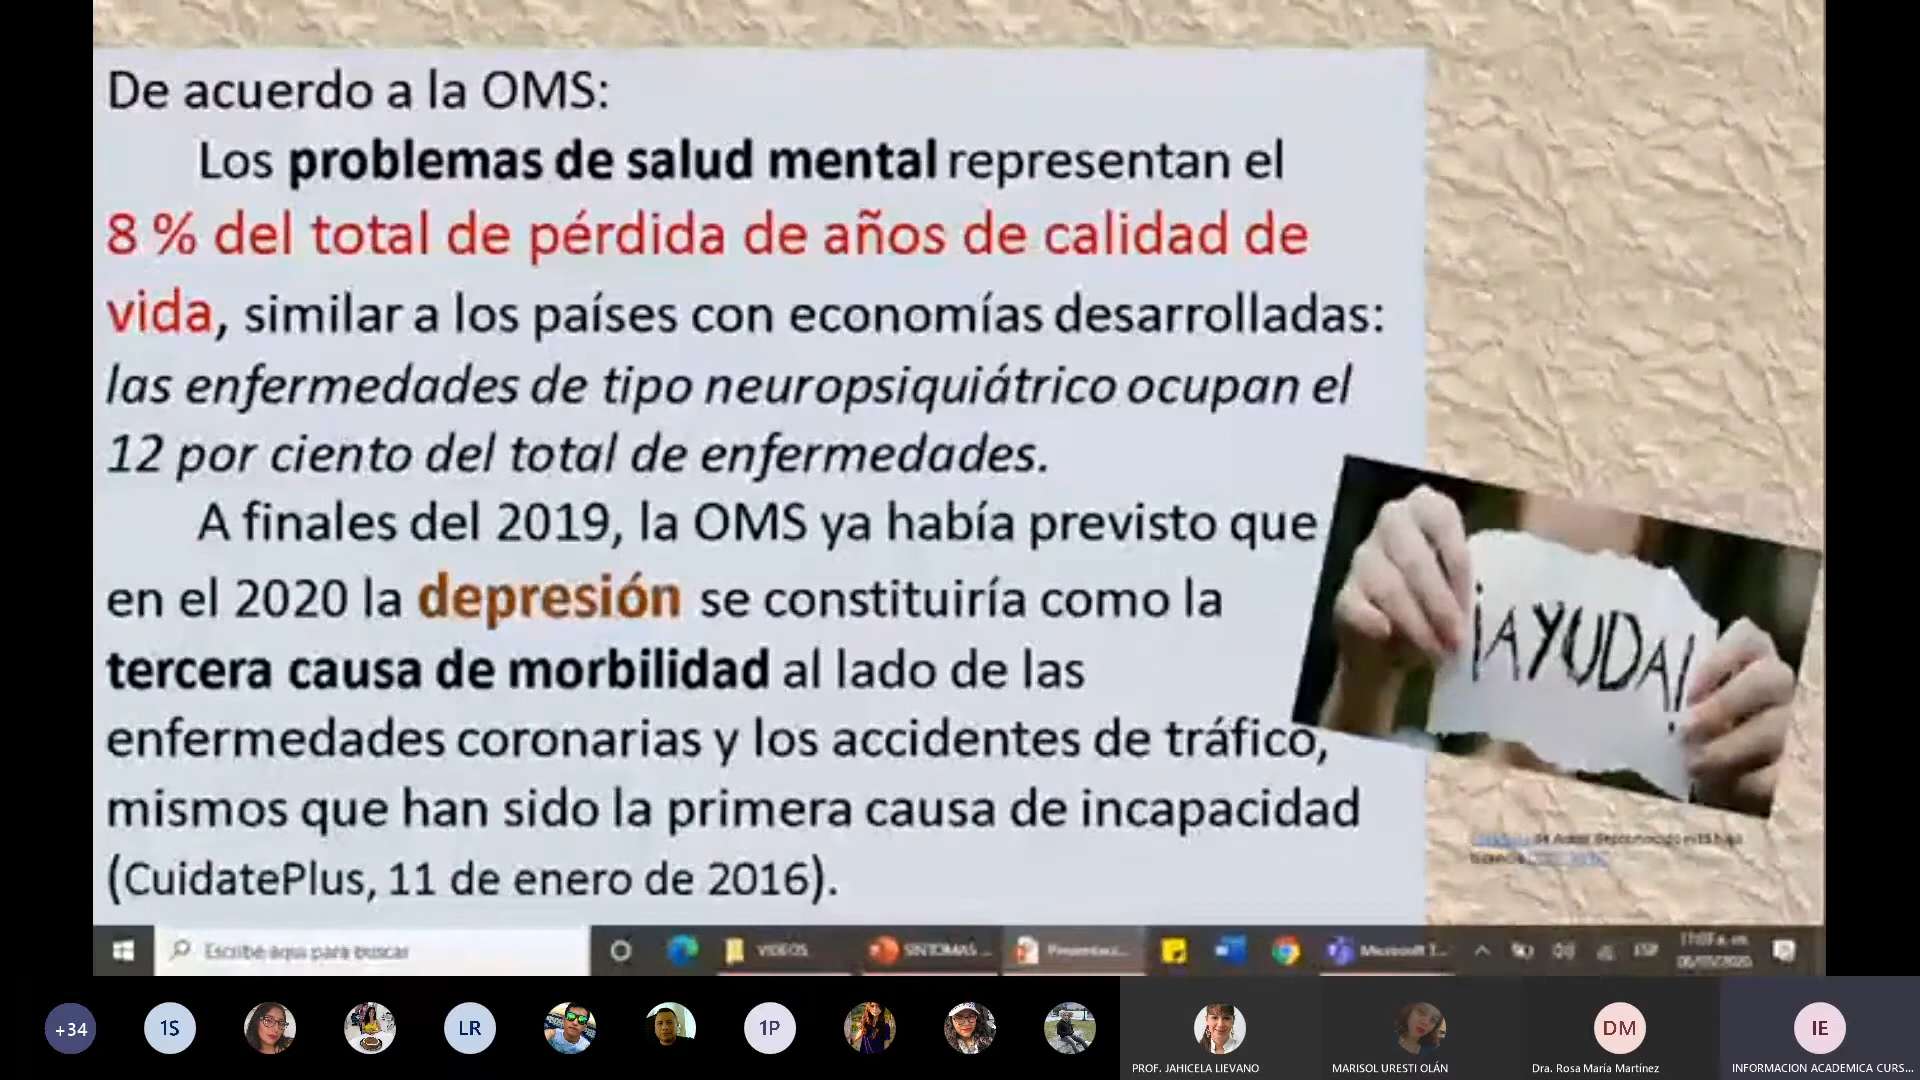 De acuerdo a la OMS:
Los problemas de salud mental representan el
8 % del total de pérdida de años de calidad de
vida, similar a los países con economías desarrolladas:
las enfermedades de tipo neuropsiquiátrico ocupan el
12 por ciento del total de enfermedades.
A finales del 2019, la OMS ya había previsto que
en el 2020 la depresión se constituiría como la
tercera causa de morbilidad al lado de las
enfermedades coronarias y los accidentes de tráfico,
mismos que han sido la primera causa de incapacidad
(CuidatePlus, 11 de enero de 2016).
¡AYUDA!
Escribe aquí para buscar
VIDEOS
SINTOMAS ...
Presentaci...
Microsoft T...
ESP
+34
1S
LR
1P
DM
IE
PROF. JAHICELA LIEVANO
MARISOL URESTI OLÁN
Dra. Rosa María Martínez
INFORMACION ACADEMICA CURS...